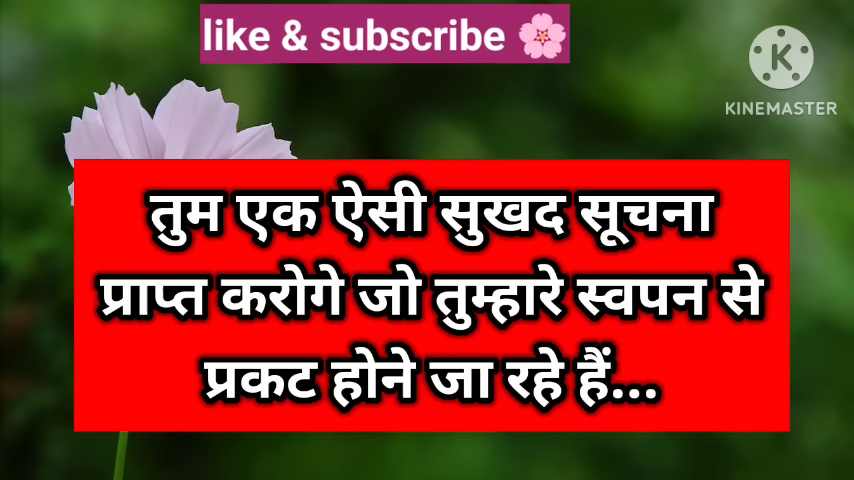 like & subscribe 🌸
KINEMASTER
तुम एक ऐसी सुखद सूचना
प्राप्त करोगे जो तुम्हारे स्वपन से
प्रकट होने जा रहे हैं...